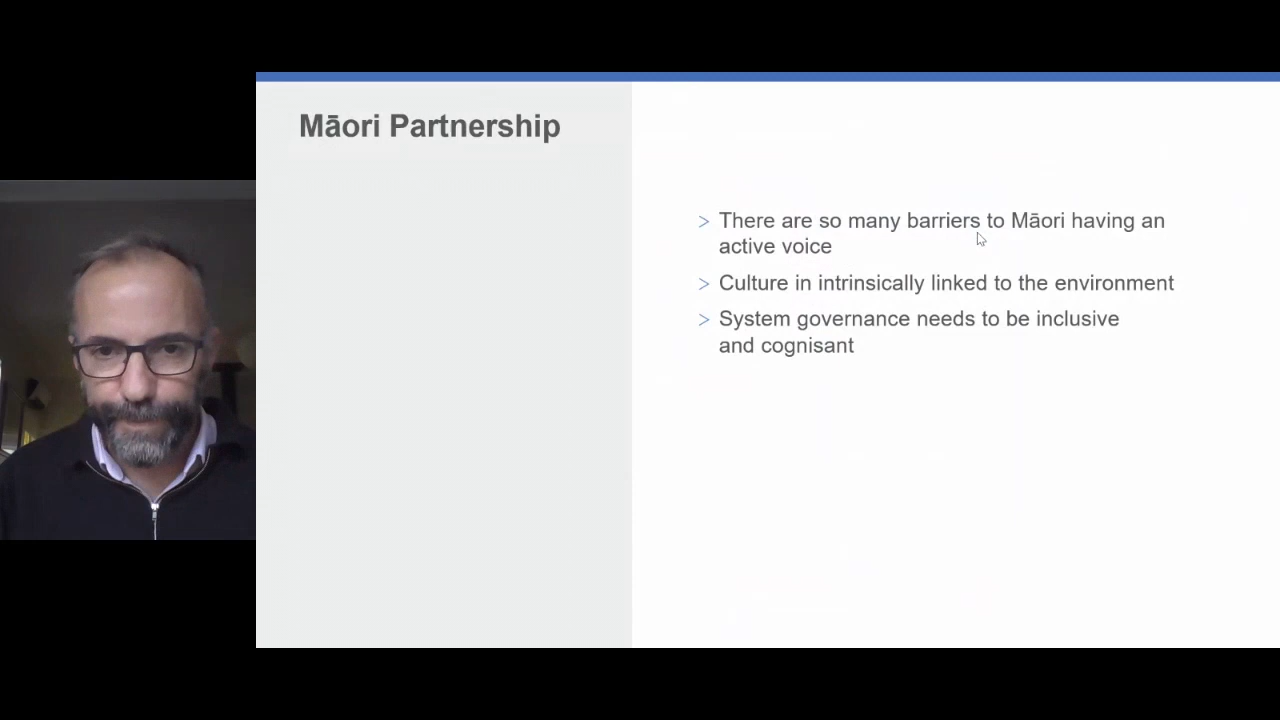 Māori Partnership
> There are so many barriers to Māori having an
active voice
> Culture in intrinsically linked to the environment
> System governance needs to be inclusive
and cognisant